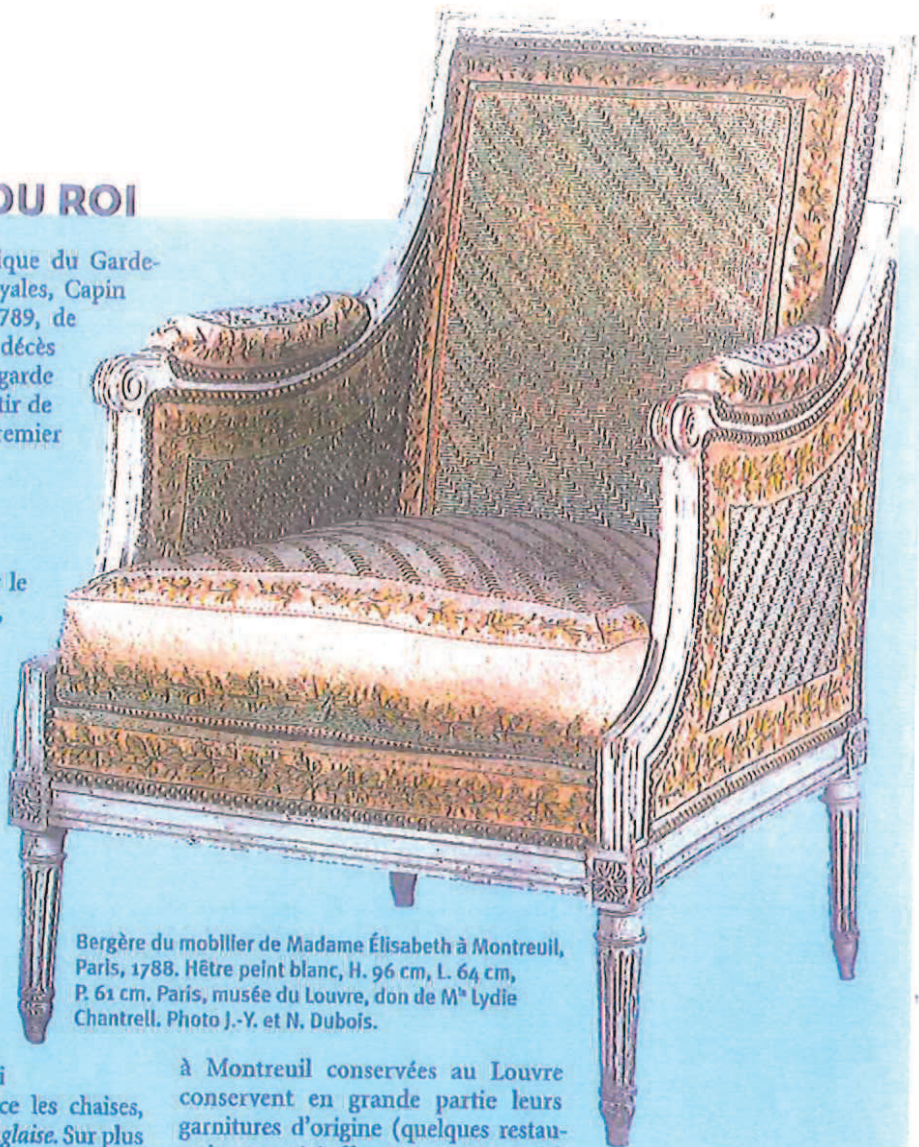 DU ROI
ique du Garde-
yales, Capin
789, de
décès
garde
tir de
remier
le
Bergère du mobilier de Madame Élisabeth à Montreuil,
Paris, 1788. Hêtre peint blanc, H. 96 cm, L. 64 cm,
P. 61 cm. Paris, musée du Louvre, don de Mˡˡᵉ Lydie
Chantrell. Photo J.-Y. et N. Dubois.
i
ce les chaises,
glaise. Sur plus
à Montreuil conservées au Louvre
conservent en grande partie leurs
garnitures d'origine (quelques restau-